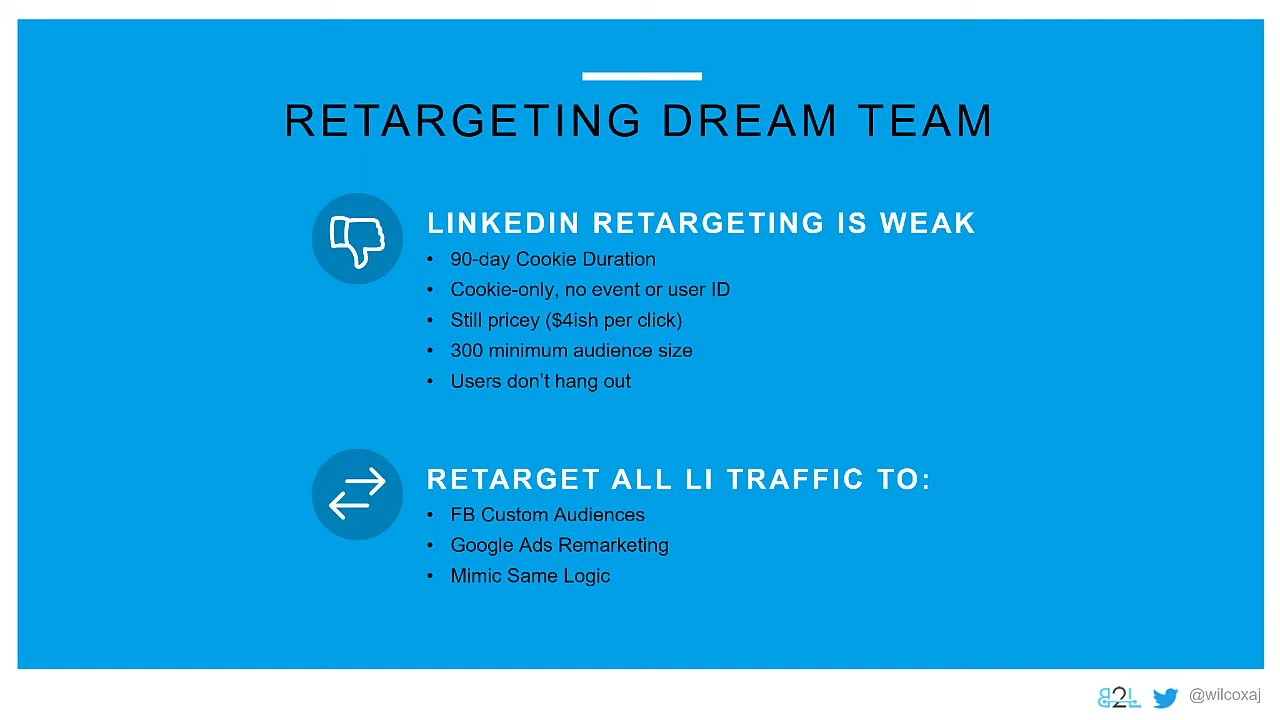 RETARGETING DREAM TEAM
LINKEDIN RETARGETING IS WEAK
• 90-day Cookie Duration
• Cookie-only, no event or user ID
• Still pricey ($4ish per click)
• 300 minimum audience size
• Users don’t hang out
RETARGET ALL LI TRAFFIC TO:
• FB Custom Audiences
• Google Ads Remarketing
• Mimic Same Logic
B2L @wilcoxaj